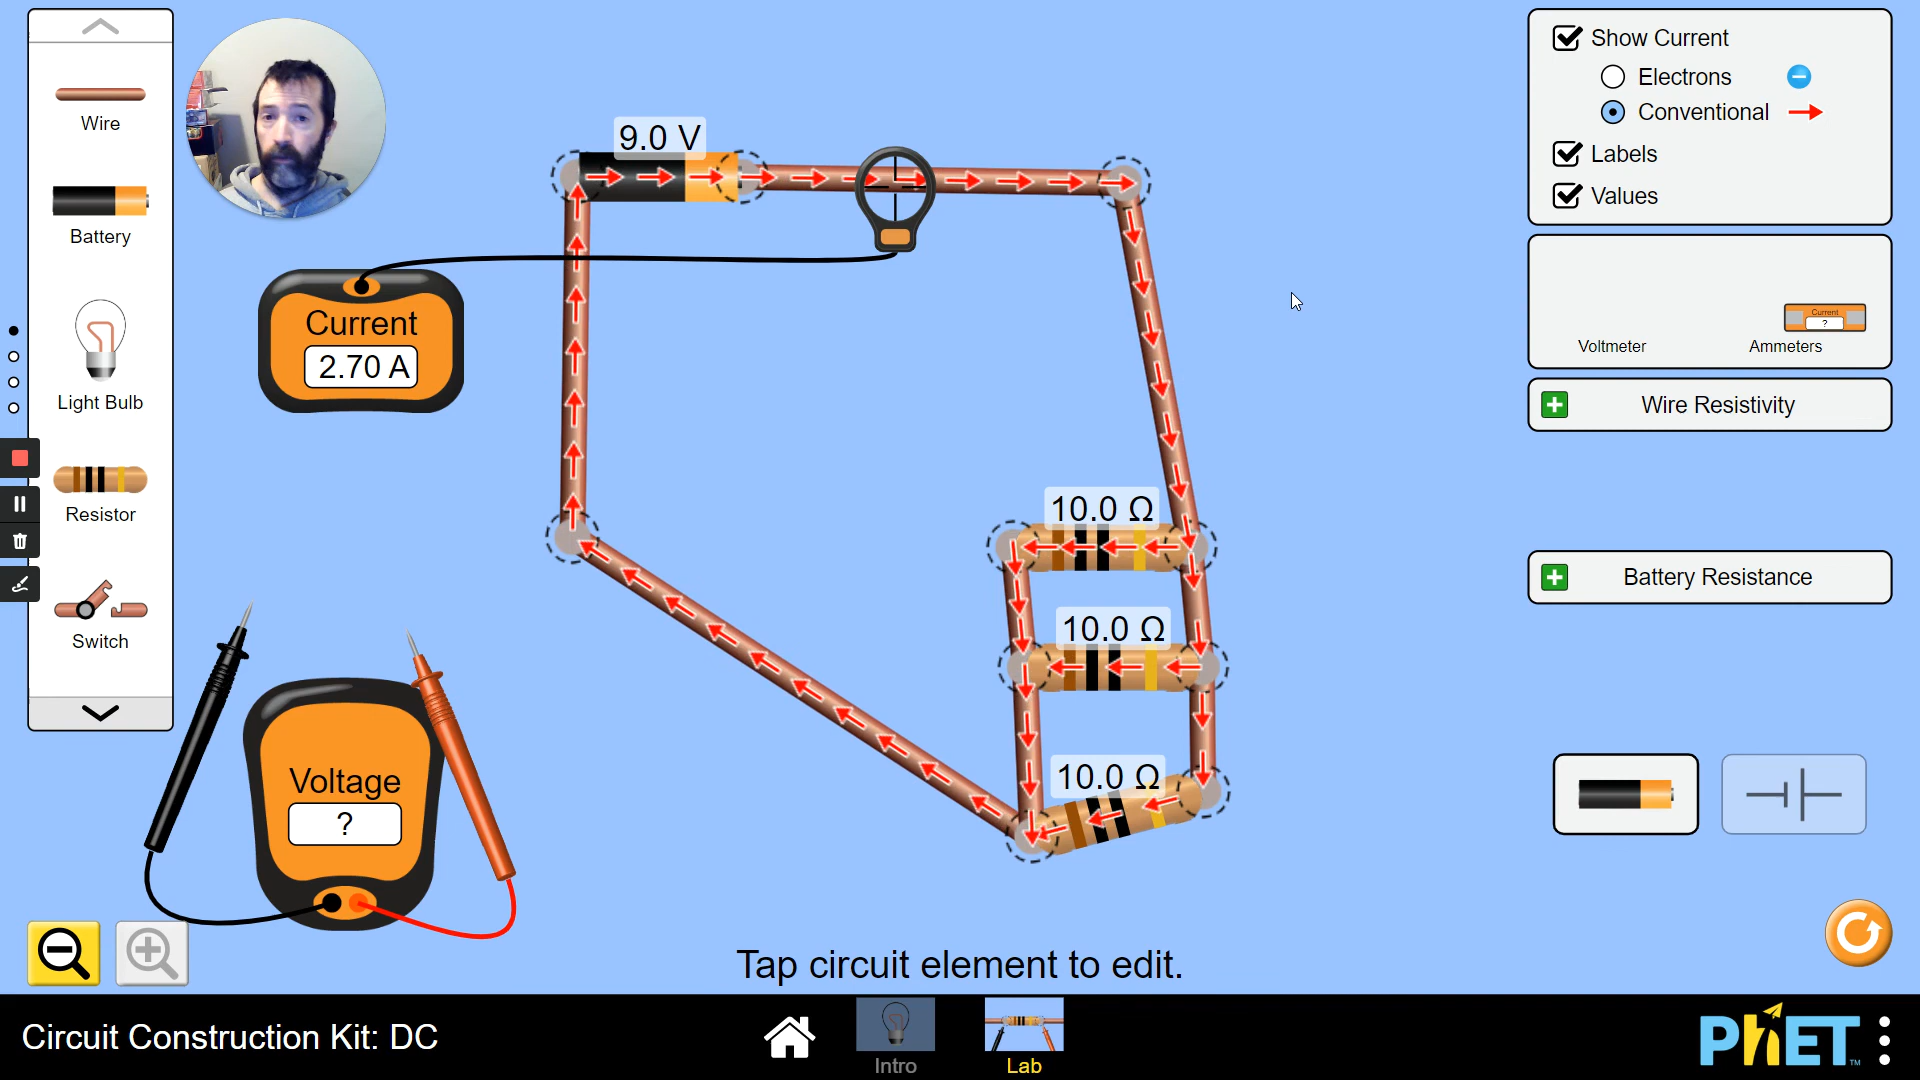 Wire
Battery
Light Bulb
Resistor
Switch
9.0 V
Current
2.70 A
10.0 Ω
10.0 Ω
10.0 Ω
Voltage
?
Show Current
Electrons
Conventional
Labels
Values
Current
?
Voltmeter
Ammeters
Wire Resistivity
Battery Resistance
Tap circuit element to edit.
Circuit Construction Kit: DC
Intro
Lab
PhET™